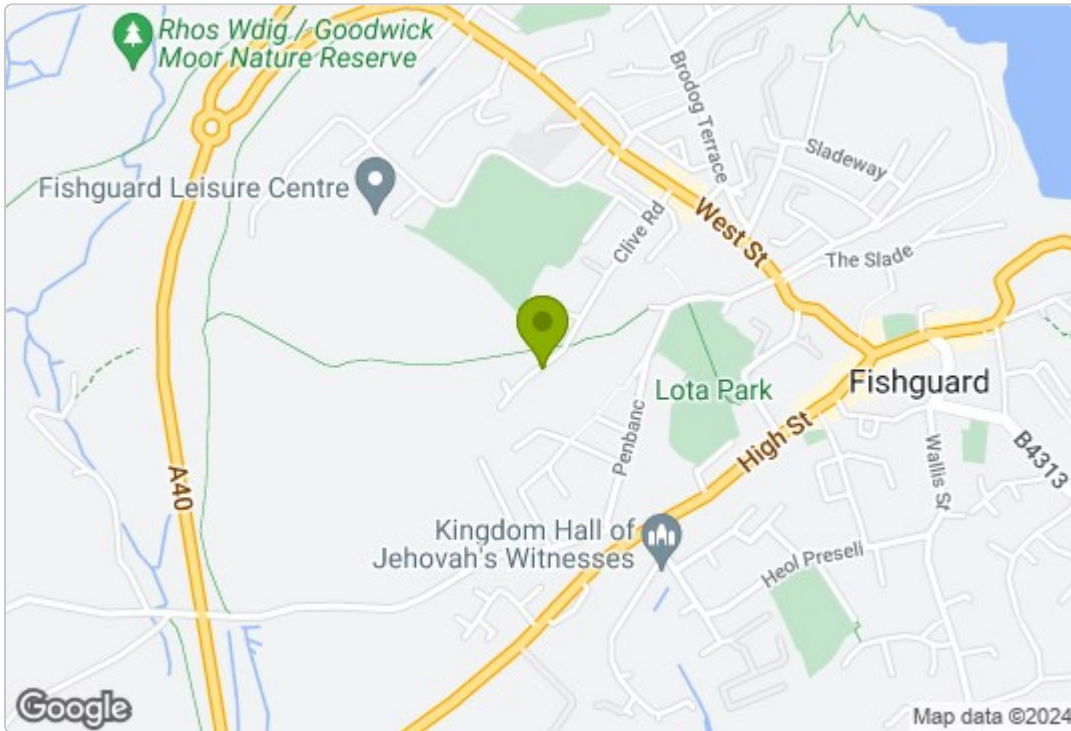 Rhos Wdig / Goodwick
Moor Nature Reserve
Brodog Terrace
Sladeway
Fishguard Leisure Centre
Clive Rd
West St
The Slade
Lota Park
Fishguard
Penbanc
High St
B4313
Wallis St
A40
Kingdom Hall of
Jehovah's Witnesses
Heol Preseli
Google
Map data ©2024